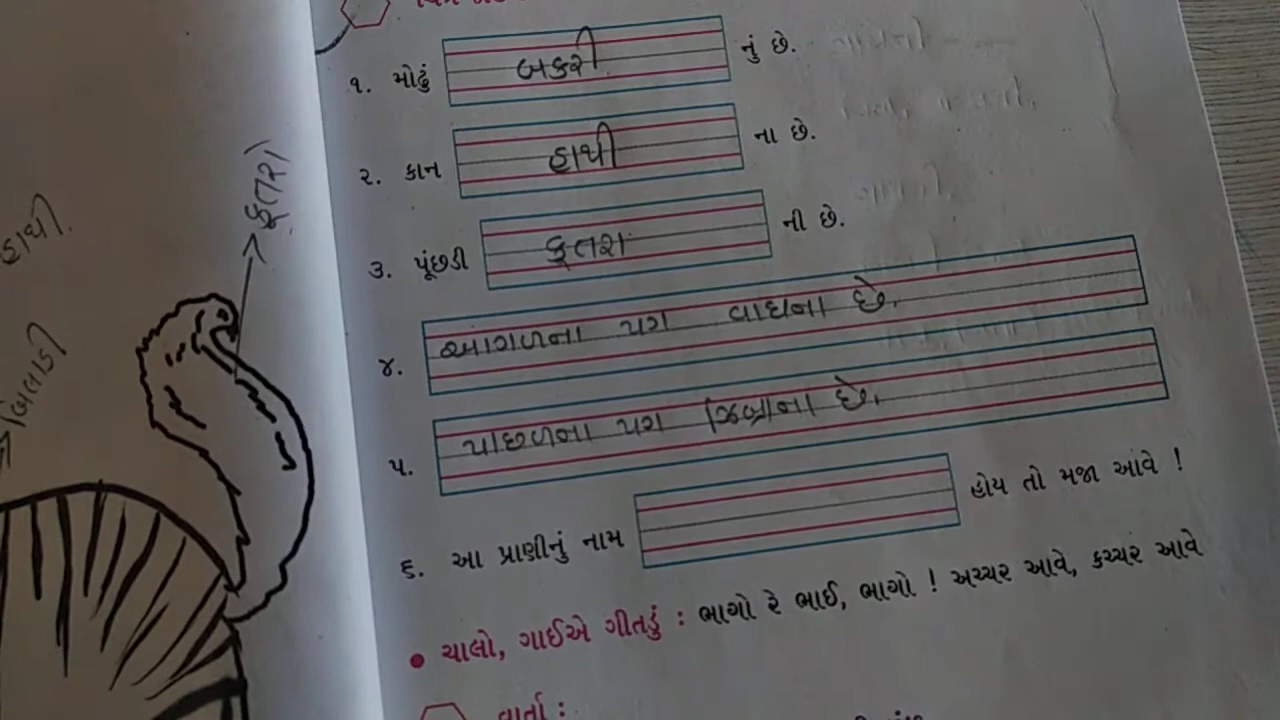 ૧. મોઢું બકરી નું છે.
૨. કાન હાથી ના છે.
૩. પૂંછડી કૂતરા ની છે.
૪. આગળના પગ વાઘના છે.
૫. પાછળના પગ ઝિબ્રાના છે.
૬. આ પ્રાણીનું નામ હોય તો મજા આવે !
• ચાલો, ગાઈએ ગીતડું : ભાગો રે ભાઈ, ભાગો ! અચ્ચર આવે, કચ્ચર આવે
વાર્તા :
હાથી.
કૂતરા
બિલાડી